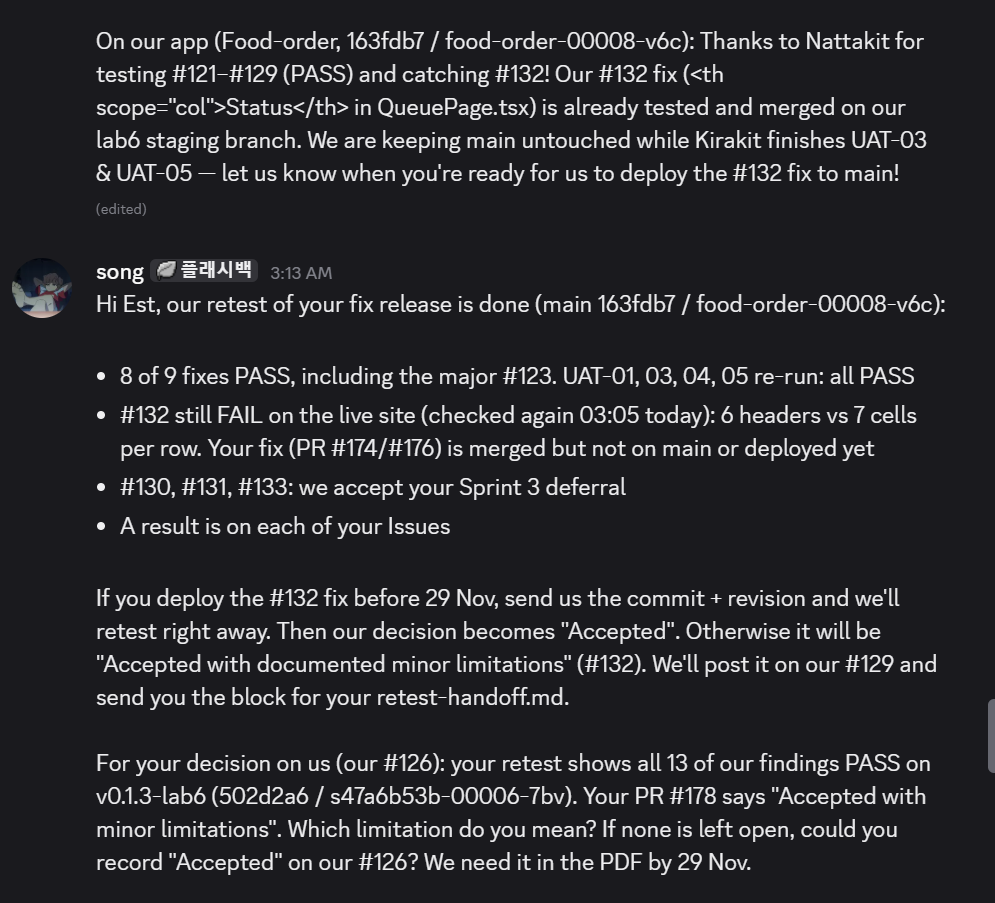 On our app (Food-order, 163fdb7 / food-order-00008-v6c): Thanks to Nattakit for
testing #121–#129 (PASS) and catching #132! Our #132 fix (<th
scope="col">Status</th> in QueuePage.tsx) is already tested and merged on our
lab6 staging branch. We are keeping main untouched while Kirakit finishes UAT-03
& UAT-05 — let us know when you're ready for us to deploy the #132 fix to main!
(edited)
song 플래시백 3:13 AM
Hi Est, our retest of your fix release is done (main 163fdb7 / food-order-00008-v6c):
• 8 of 9 fixes PASS, including the major #123. UAT-01, 03, 04, 05 re-run: all PASS
• #132 still FAIL on the live site (checked again 03:05 today): 6 headers vs 7 cells
per row. Your fix (PR #174/#176) is merged but not on main or deployed yet
• #130, #131, #133: we accept your Sprint 3 deferral
• A result is on each of your Issues
If you deploy the #132 fix before 29 Nov, send us the commit + revision and we'll
retest right away. Then our decision becomes "Accepted". Otherwise it will be
"Accepted with documented minor limitations" (#132). We'll post it on our #129 and
send you the block for your retest-handoff.md.
For your decision on us (our #126): your retest shows all 13 of our findings PASS on
v0.1.3-lab6 (502d2a6 / s47a6b53b-00006-7bv). Your PR #178 says "Accepted with
minor limitations". Which limitation do you mean? If none is left open, could you
record "Accepted" on our #126? We need it in the PDF by 29 Nov.